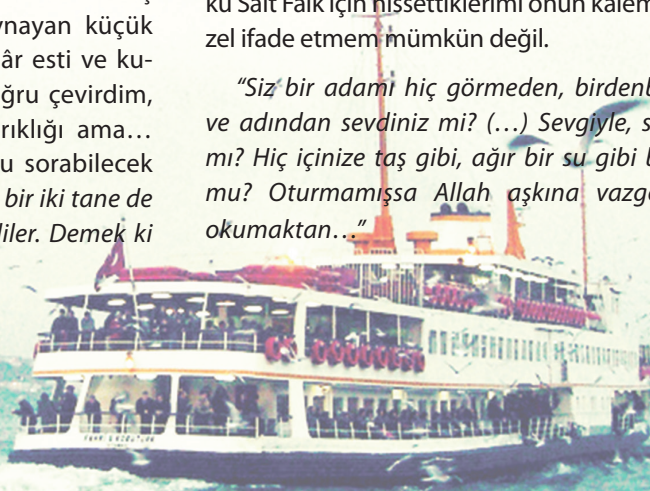 ynayan küçük
âr esti ve ku-
ğru çevirdim,
rıklığı ama…
u sorabilecek
bir iki tane de
liler. Demek ki
ku Sait Faik için hissettiklerimi onun kalem
zel ifade etmem mümkün değil.
“Siz bir adamı hiç görmeden, birdenb
ve adından sevdiniz mi? (…) Sevgiyle, s
mı? Hiç içinize taş gibi, ağır bir su gibi b
mu? Oturmamışsa Allah aşkına vazge
okumaktan…”